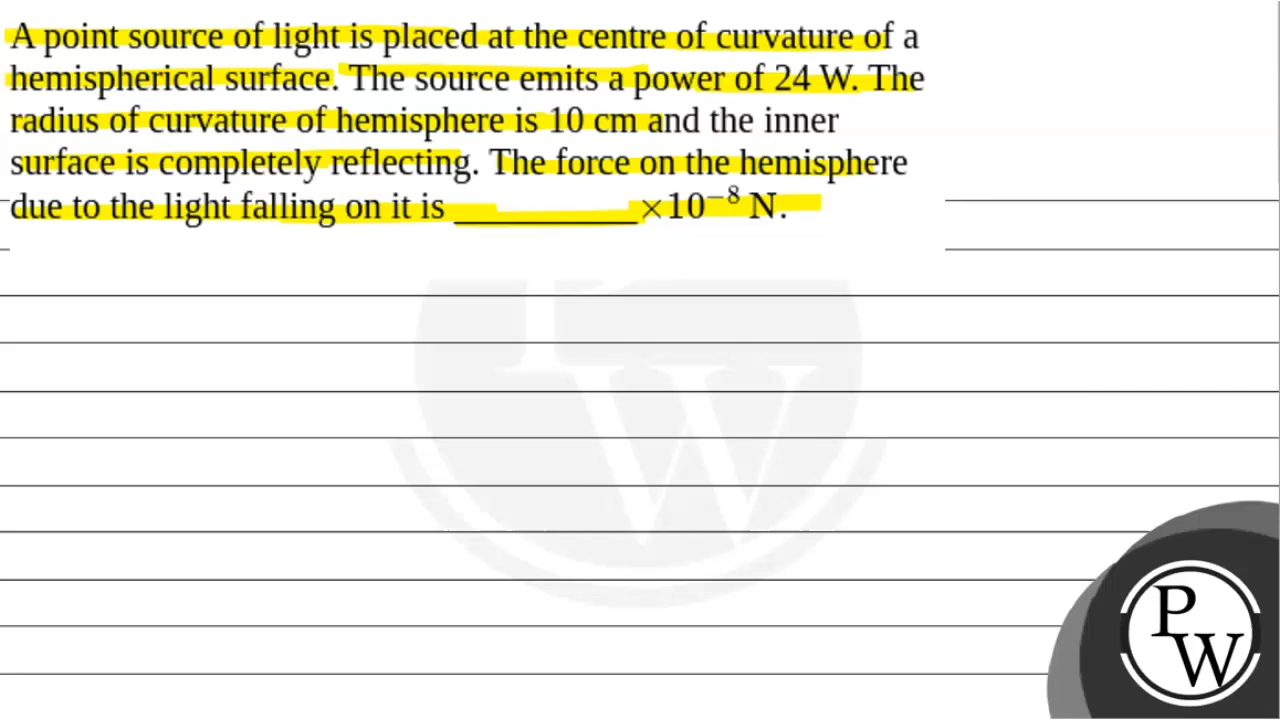 A point source of light is placed at the centre of curvature of a
hemispherical surface. The source emits a power of 24 W. The
radius of curvature of hemisphere is 10 cm and the inner
surface is completely reflecting. The force on the hemisphere
due to the light falling on it is __________ ×10⁻⁸ N.
P
W